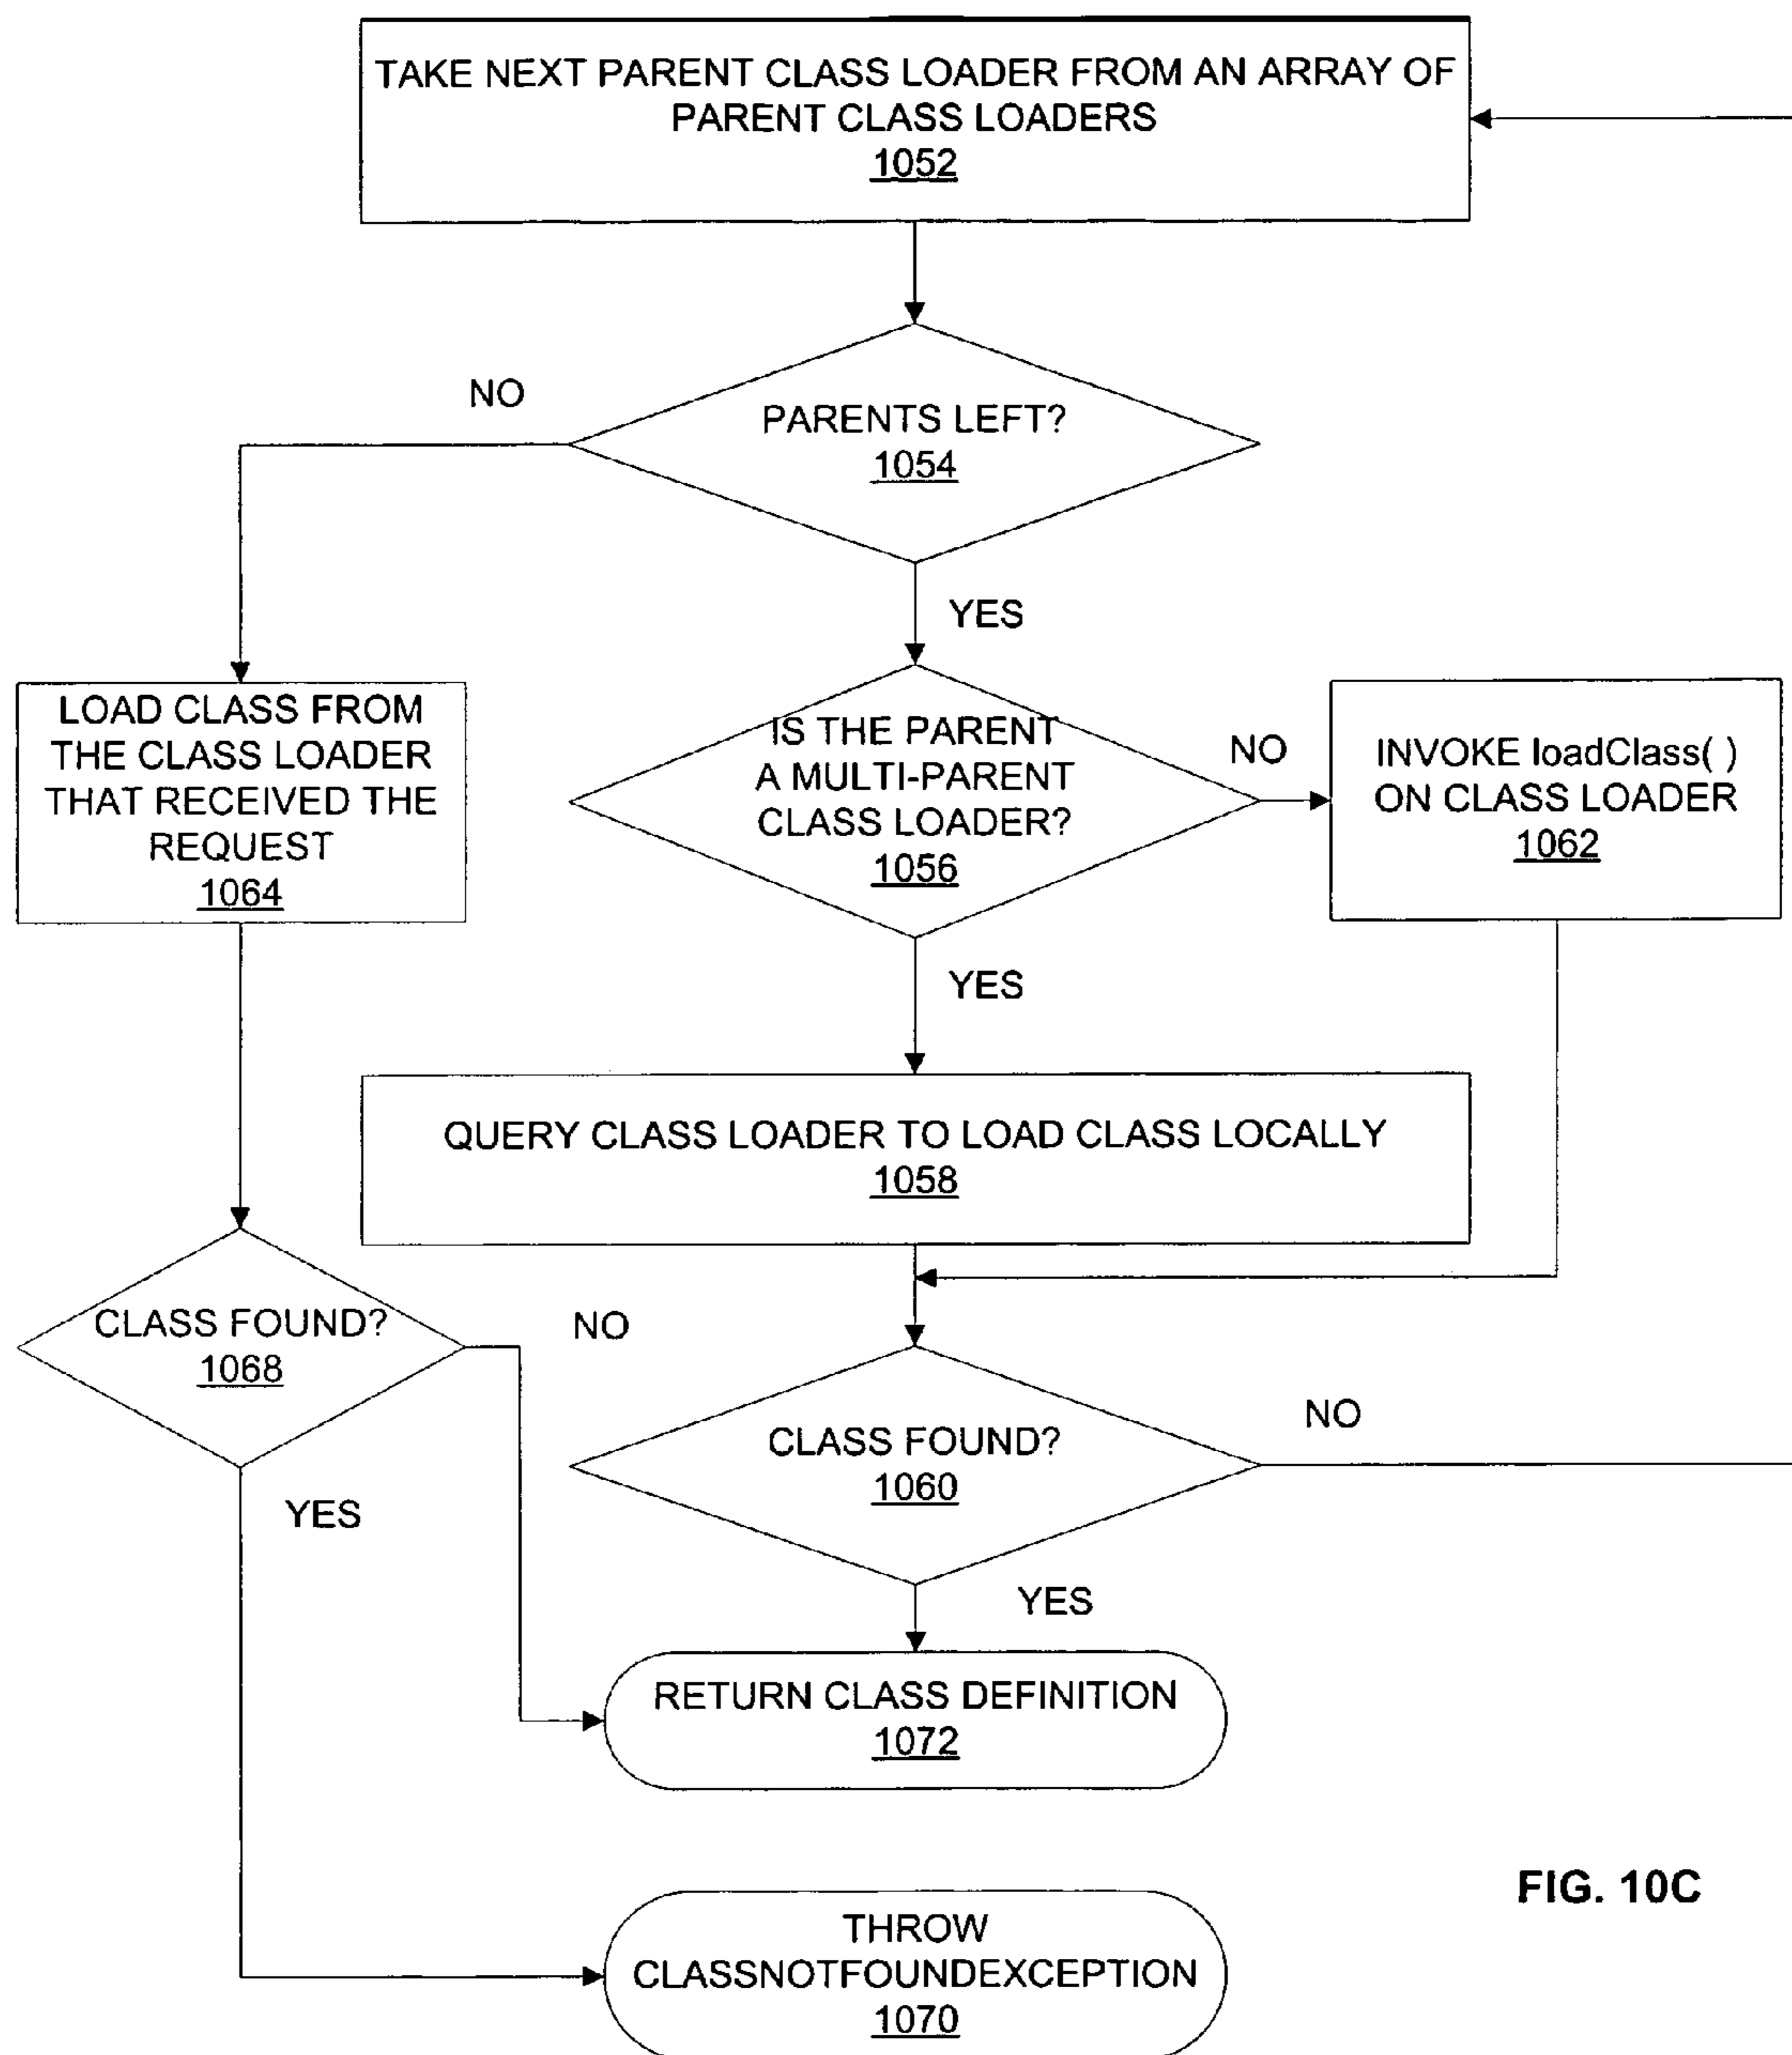 TAKE NEXT PARENT CLASS LOADER FROM AN ARRAY OF
PARENT CLASS LOADERS
1052
NO
PARENTS LEFT?
1054
YES
LOAD CLASS FROM
THE CLASS LOADER
THAT RECEIVED THE
REQUEST
1064
IS THE PARENT
A MULTI-PARENT
CLASS LOADER?
1056
NO
INVOKE loadClass( )
ON CLASS LOADER
1062
YES
QUERY CLASS LOADER TO LOAD CLASS LOCALLY
1058
CLASS FOUND?
1068
NO
YES
CLASS FOUND?
1060
NO
YES
RETURN CLASS DEFINITION
1072
THROW
CLASSNOTFOUNDEXCEPTION
1070
FIG. 10C